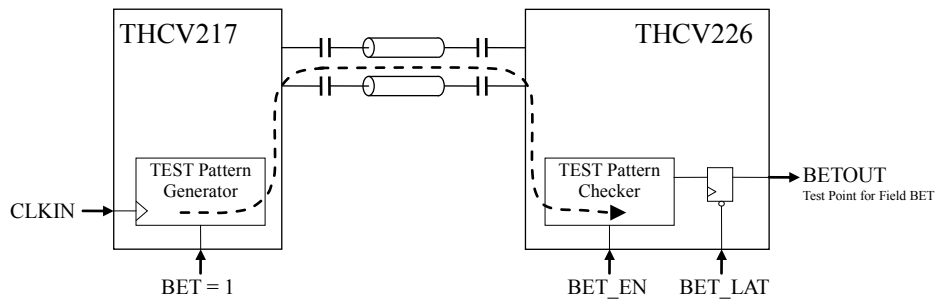 THCV217
THCV226
TEST Pattern
Generator
TEST Pattern
Checker
BETOUT
Test Point for Field BET
CLKIN
BET = 1
BET_EN
BET_LAT